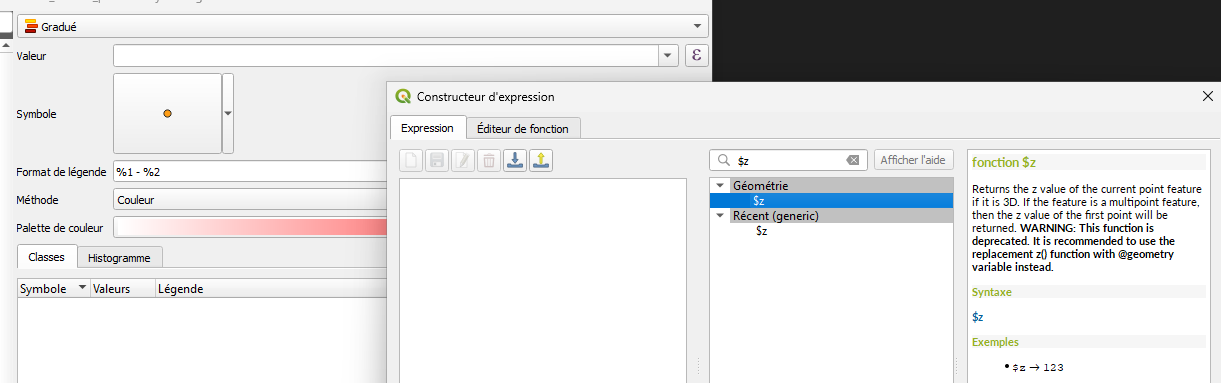 Gradué
Valeur
ε
Symbole
Format de légende
%1 - %2
Méthode
Couleur
Palette de couleur
Classes
Histogramme
Symbole
Valeurs
Légende
Constructeur d'expression
Expression
Éditeur de fonction
$z
Afficher l'aide
Géométrie
$z
Récent (generic)
$z
fonction $z
Returns the z value of the current point feature
if it is 3D. If the feature is a multipoint feature,
then the z value of the first point will be
returned. WARNING: This function is
deprecated. It is recommended to use the
replacement z() function with @geometry
variable instead.
Syntaxe
$z
Exemples
• $z → 123